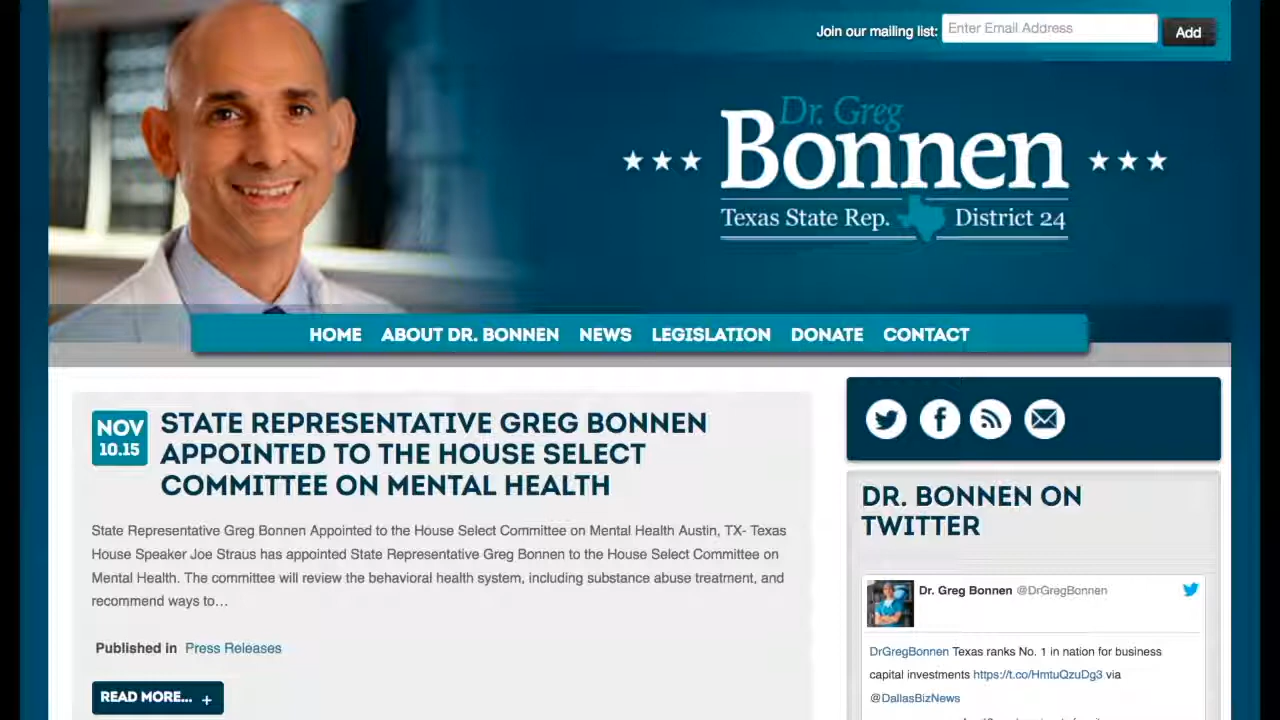 Join our mailing list: Enter Email Address Add
Dr. Greg
Bonnen
Texas State Rep. District 24
HOME ABOUT DR. BONNEN NEWS LEGISLATION DONATE CONTACT
NOV
10.15
STATE REPRESENTATIVE GREG BONNEN
APPOINTED TO THE HOUSE SELECT
COMMITTEE ON MENTAL HEALTH
State Representative Greg Bonnen Appointed to the House Select Committee on Mental Health Austin, TX- Texas
House Speaker Joe Straus has appointed State Representative Greg Bonnen to the House Select Committee on
Mental Health. The committee will review the behavioral health system, including substance abuse treatment, and
recommend ways to…
Published in Press Releases
READ MORE... +
DR. BONNEN ON
TWITTER
Dr. Greg Bonnen @DrGregBonnen
DrGregBonnen Texas ranks No. 1 in nation for business
capital investments https://t.co/HmtuQzuDg3 via
@DallasBizNews